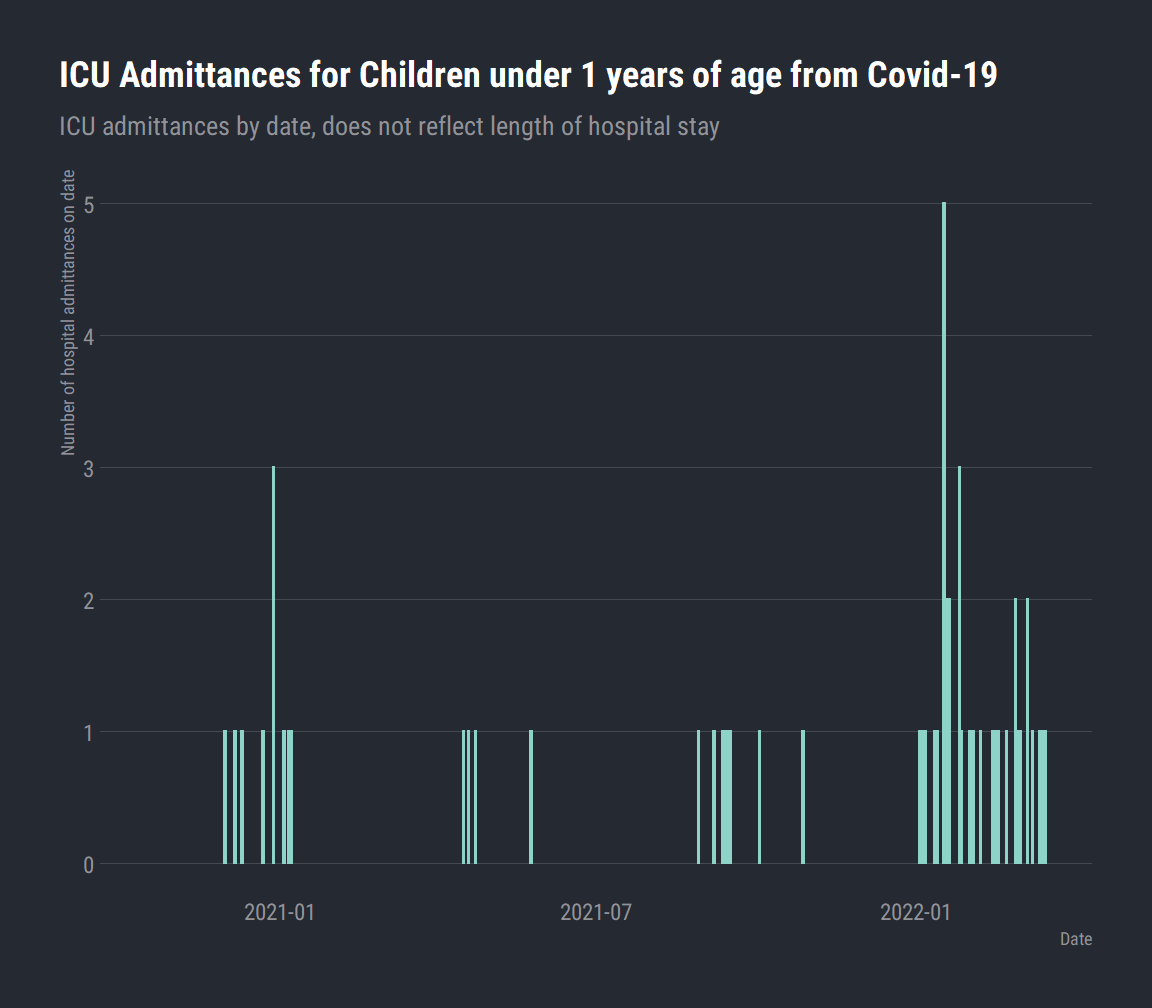 ICU Admittances for Children under 1 years of age from Covid-19
ICU admittances by date, does not reflect length of hospital stay
Number of hospital admittances on date
5
4
3
2
1
0
2021-01 2021-07 2022-01
Date